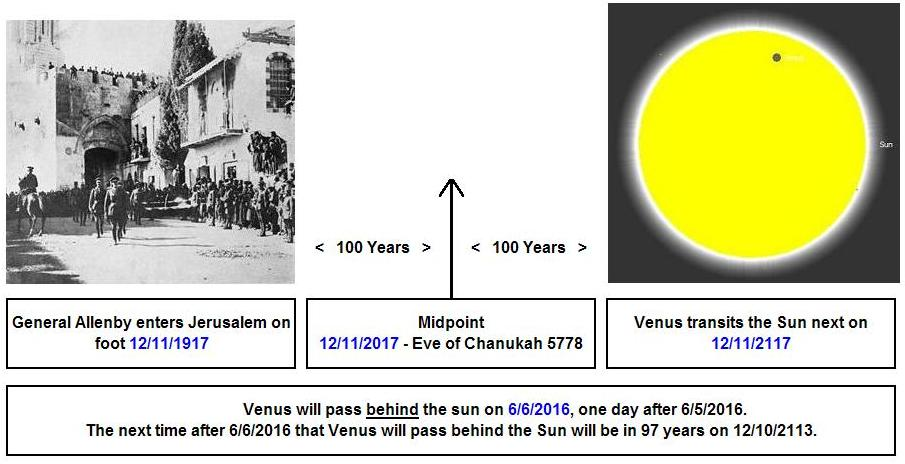 Sun
< 100 Years > < 100 Years >
General Allenby enters Jerusalem on
foot 12/11/1917
Midpoint
12/11/2017 - Eve of Chanukah 5778
Venus transits the Sun next on
12/11/2117
Venus will pass behind the sun on 6/6/2016, one day after 6/5/2016.
The next time after 6/6/2016 that Venus will pass behind the Sun will be in 97 years on 12/10/2113.